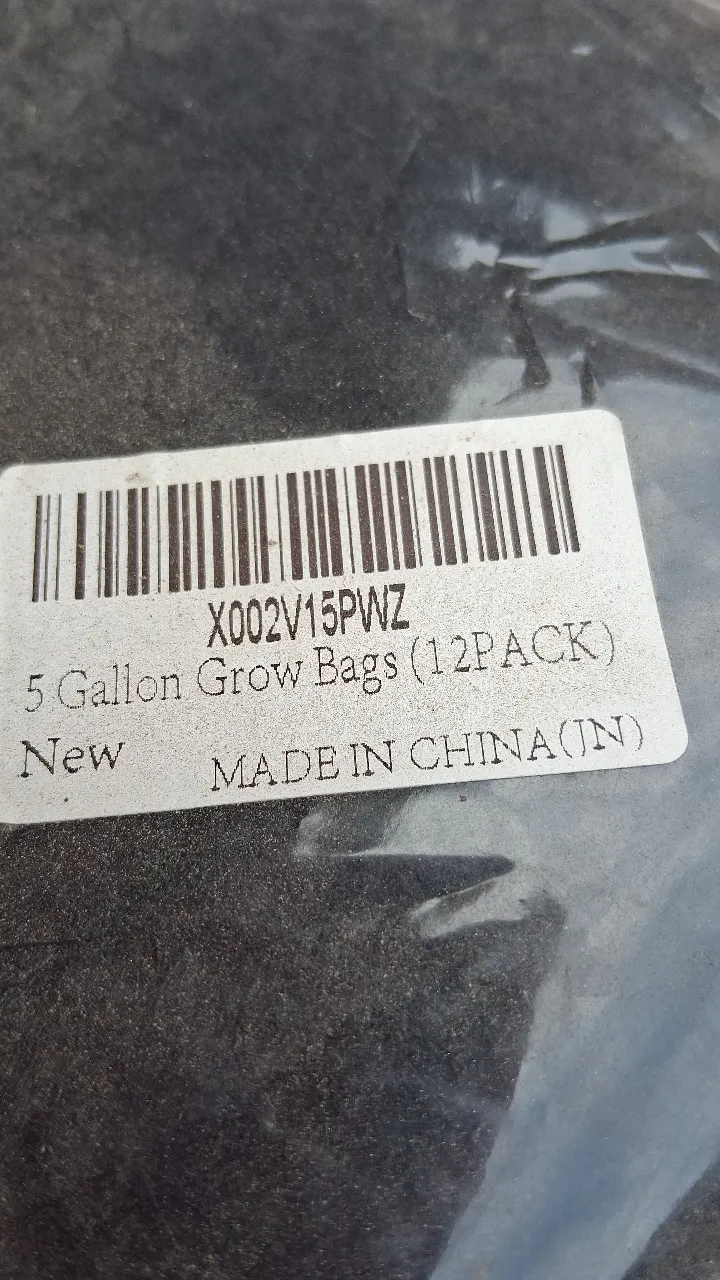 X002V15PWZ
5 Gallon Grow Bags (12PACK)
New MADE IN CHINA(JN)